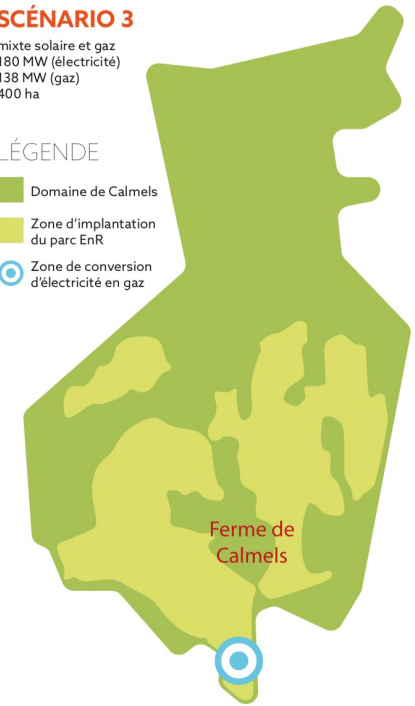 SCÉNARIO 3
mixte solaire et gaz
180 MW (électricité)
138 MW (gaz)
400 ha
LÉGENDE
Domaine de Calmels
Zone d'implantation
du parc EnR
Zone de conversion
d'électricité en gaz
Ferme de
Calmels